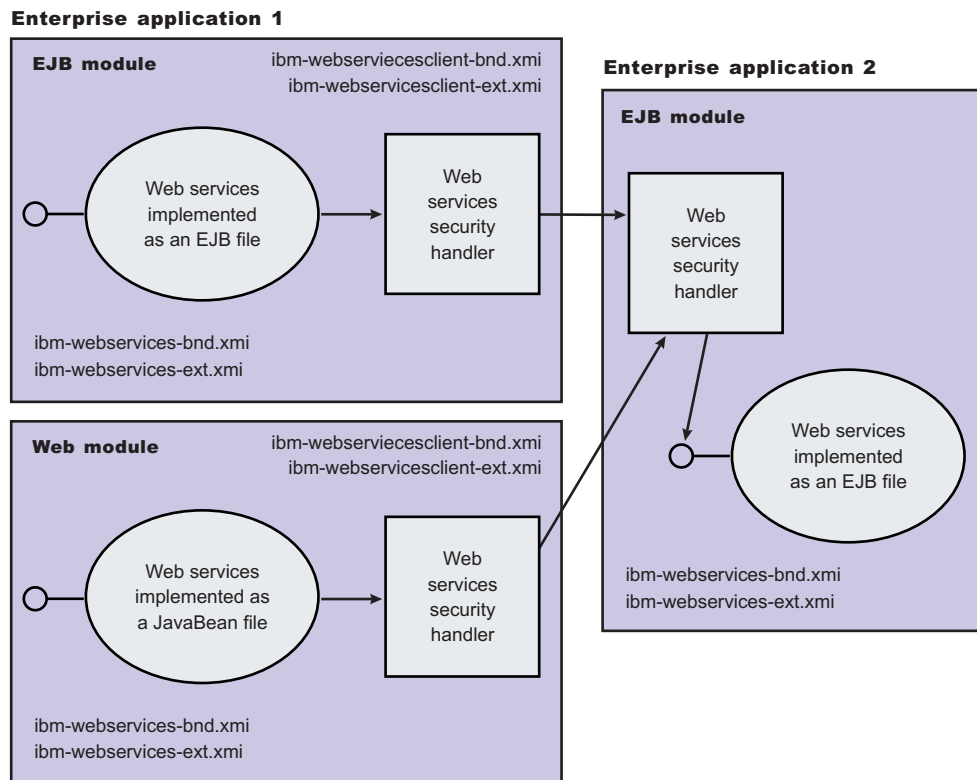 Enterprise application 1
EJB module
ibm-webserviecesclient-bnd.xmi
ibm-webservicesclient-ext.xmi
Web services
implemented
as an EJB file
Web
services
security
handler
ibm-webservices-bnd.xmi
ibm-webservices-ext.xmi
Web module
ibm-webserviecesclient-bnd.xmi
ibm-webservicesclient-ext.xmi
Web services
implemented as
a JavaBean file
Web
services
security
handler
ibm-webservices-bnd.xmi
ibm-webservices-ext.xmi
Enterprise application 2
EJB module
Web
services
security
handler
Web services
implemented
as an EJB file
ibm-webservices-bnd.xmi
ibm-webservices-ext.xmi